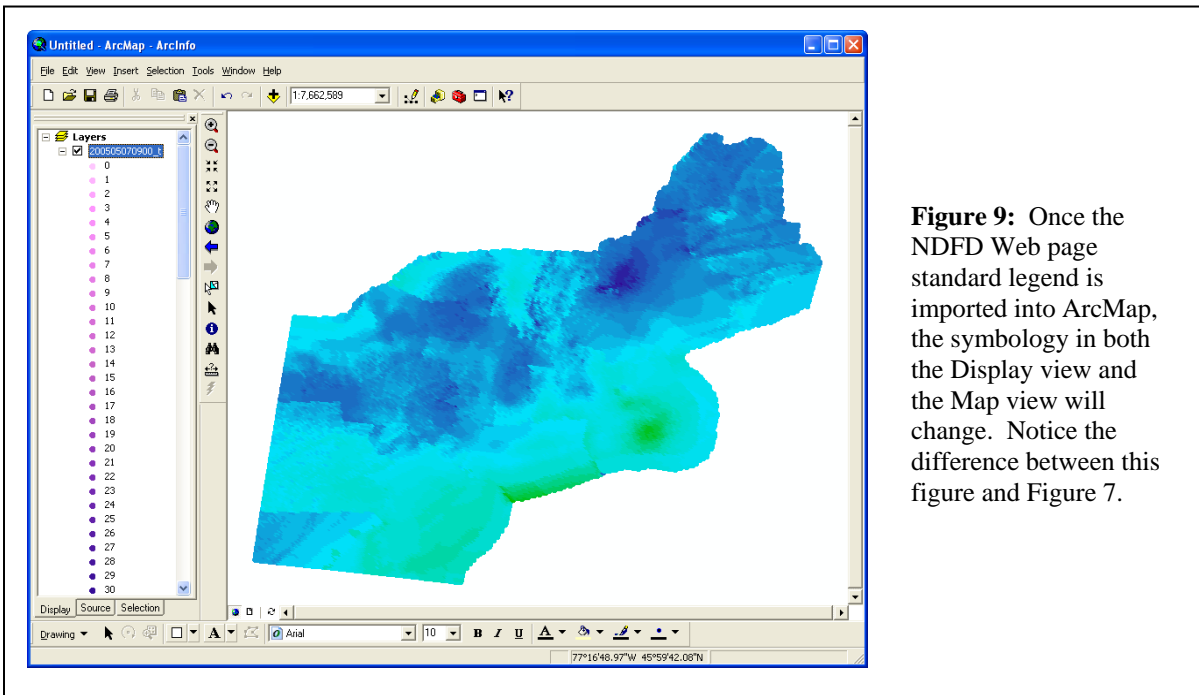 Untitled - ArcMap - ArcInfo
File Edit View Insert Selection Tools Window Help
1:7,662,589
Layers
200505070900_t
0
1
2
3
4
5
6
7
8
9
10
11
12
13
14
15
16
17
18
19
20
21
22
23
24
25
26
27
28
29
30
Display Source Selection
Drawing A Arial 10 B I U A
77°16'48.97"W 45°59'42.08"N
Figure 9: Once the
NDFD Web page
standard legend is
imported into ArcMap,
the symbology in both
the Display view and
the Map view will
change. Notice the
difference between this
figure and Figure 7.